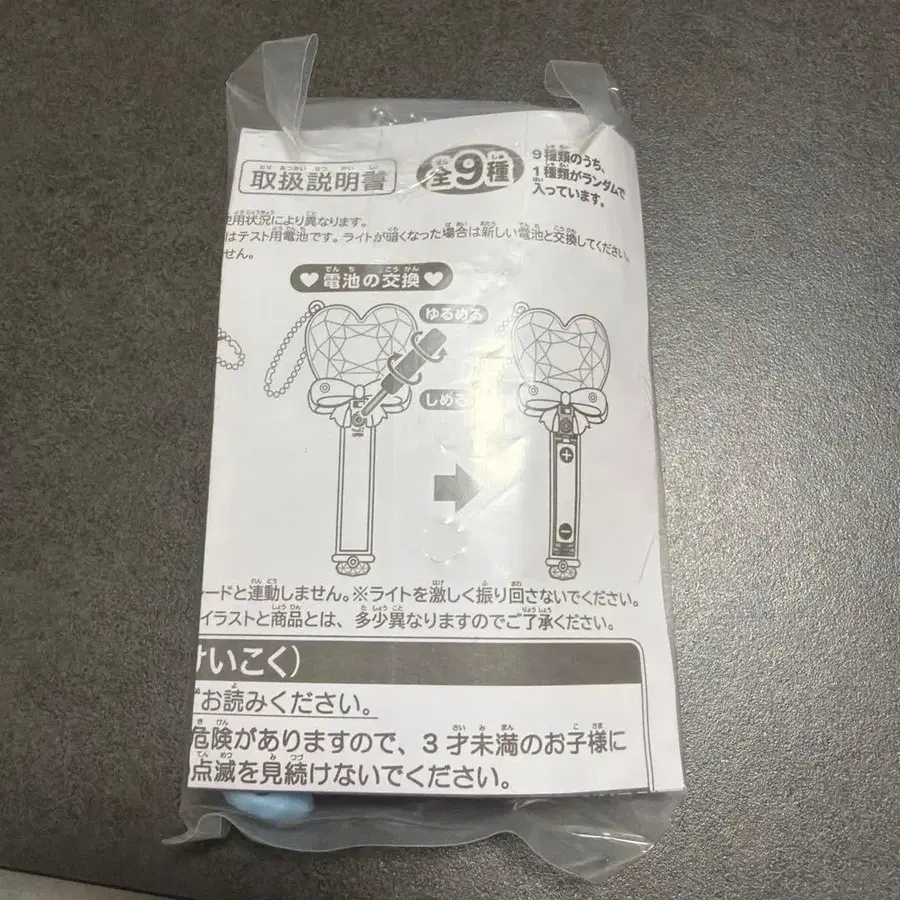 取扱説明書
全9種
9種類のうち、
1種類がランダムで
入っています。
使用状況により異なります。
はテスト用電池です。ライトが暗くなった場合は新しい電池と交換してください。
せん。
♥電池の交換♥
ゆるめる
しめる
OPEN
+
−
ードと連動しません。※ライトを激しく振り回さないでください。
イラストと商品とは、多少異なりますのでご了承ください。
けいこく）
お読みください。
危険がありますので、3才未満のお子様に
点滅を見続けないでください。